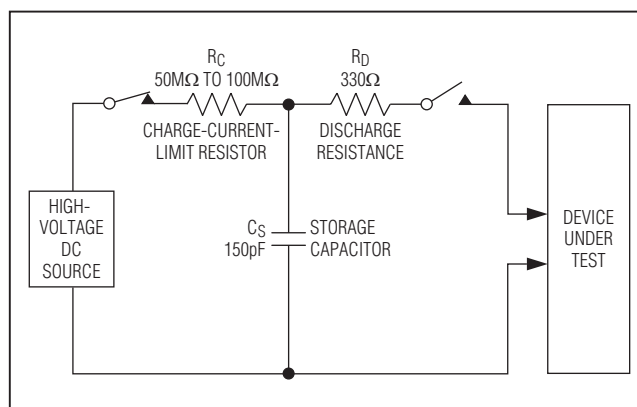 R_C
50MΩ TO 100MΩ
CHARGE-CURRENT-
LIMIT RESISTOR
R_D
330Ω
DISCHARGE
RESISTANCE
HIGH-
VOLTAGE
DC
SOURCE
C_S
150pF
STORAGE
CAPACITOR
DEVICE
UNDER
TEST